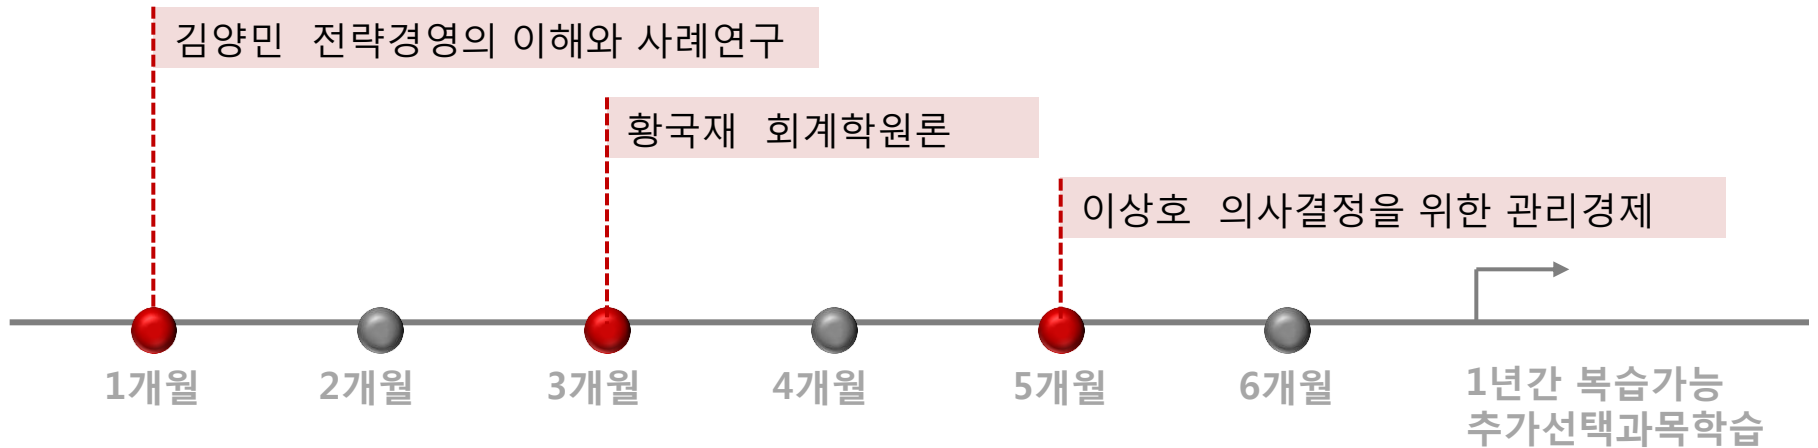 김양민  전략경영의 이해와 사례연구
황국재  회계학원론
이상호  의사결정을 위한 관리경제
1개월
2개월
3개월
4개월
5개월
6개월
1년간 복습가능
추가선택과목학습